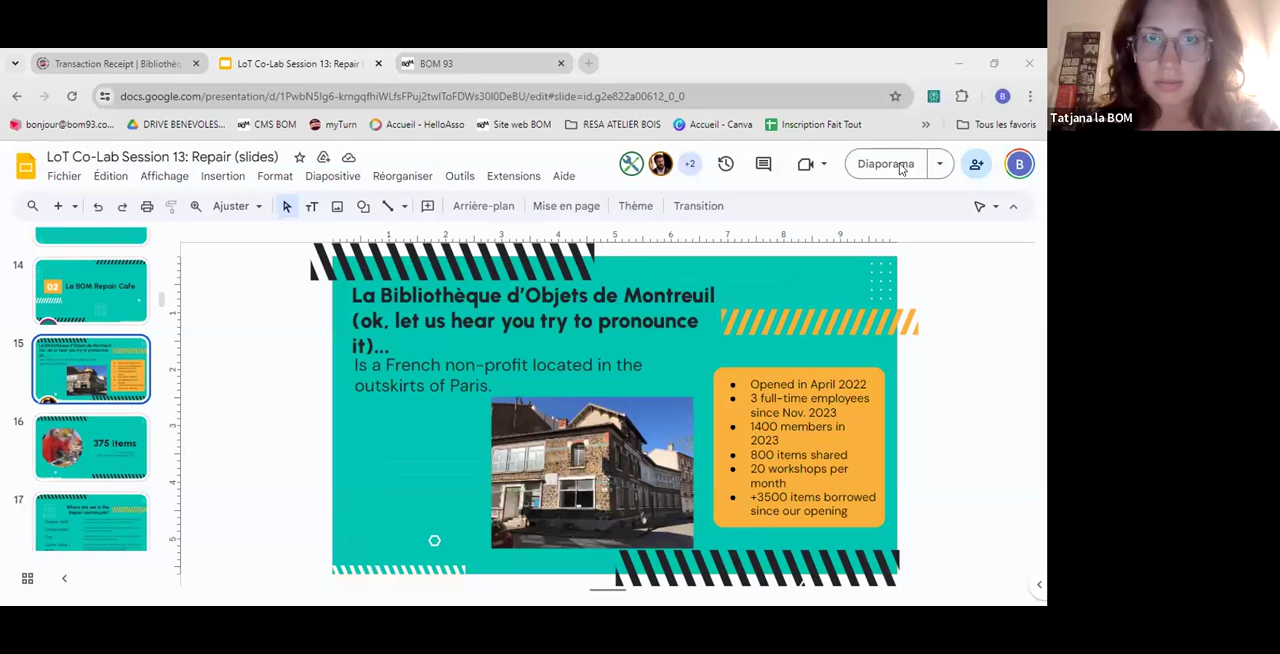 Transaction Receipt | Bibliothè
LoT Co-Lab Session 13: Repair (
BOM 93
docs.google.com/presentation/d/1PwbN5Ig6-krngqfhiWLfsFPuj2twIToFDWs30I0DeBU/edit#slide=id.g2e822a00612_0_0
bonjour@bom93.co...
DRIVE BENEVOLES...
CMS BOM
myTurn
Accueil - HelloAsso
Site web BOM
RESA ATELIER BOIS
Accueil - Canva
Inscription Fait Tout
Tous les favoris
LoT Co-Lab Session 13: Repair (slides)
Fichier Édition Affichage Insertion Format Diapositive Réorganiser Outils Extensions Aide
+2
Diaporama
B
Ajuster
Arrière-plan
Mise en page
Thème
Transition
14
02 La BOM Repair Cafe
15
16
375 items
17
La Bibliothèque d'Objets de Montreuil
(ok, let us hear you try to pronounce
it)...
Is a French non-profit located in the
outskirts of Paris.
Opened in April 2022
3 full-time employees
since Nov. 2023
1400 members in
2023
800 items shared
20 workshops per
month
+3500 items borrowed
since our opening
Tatjana la BOM